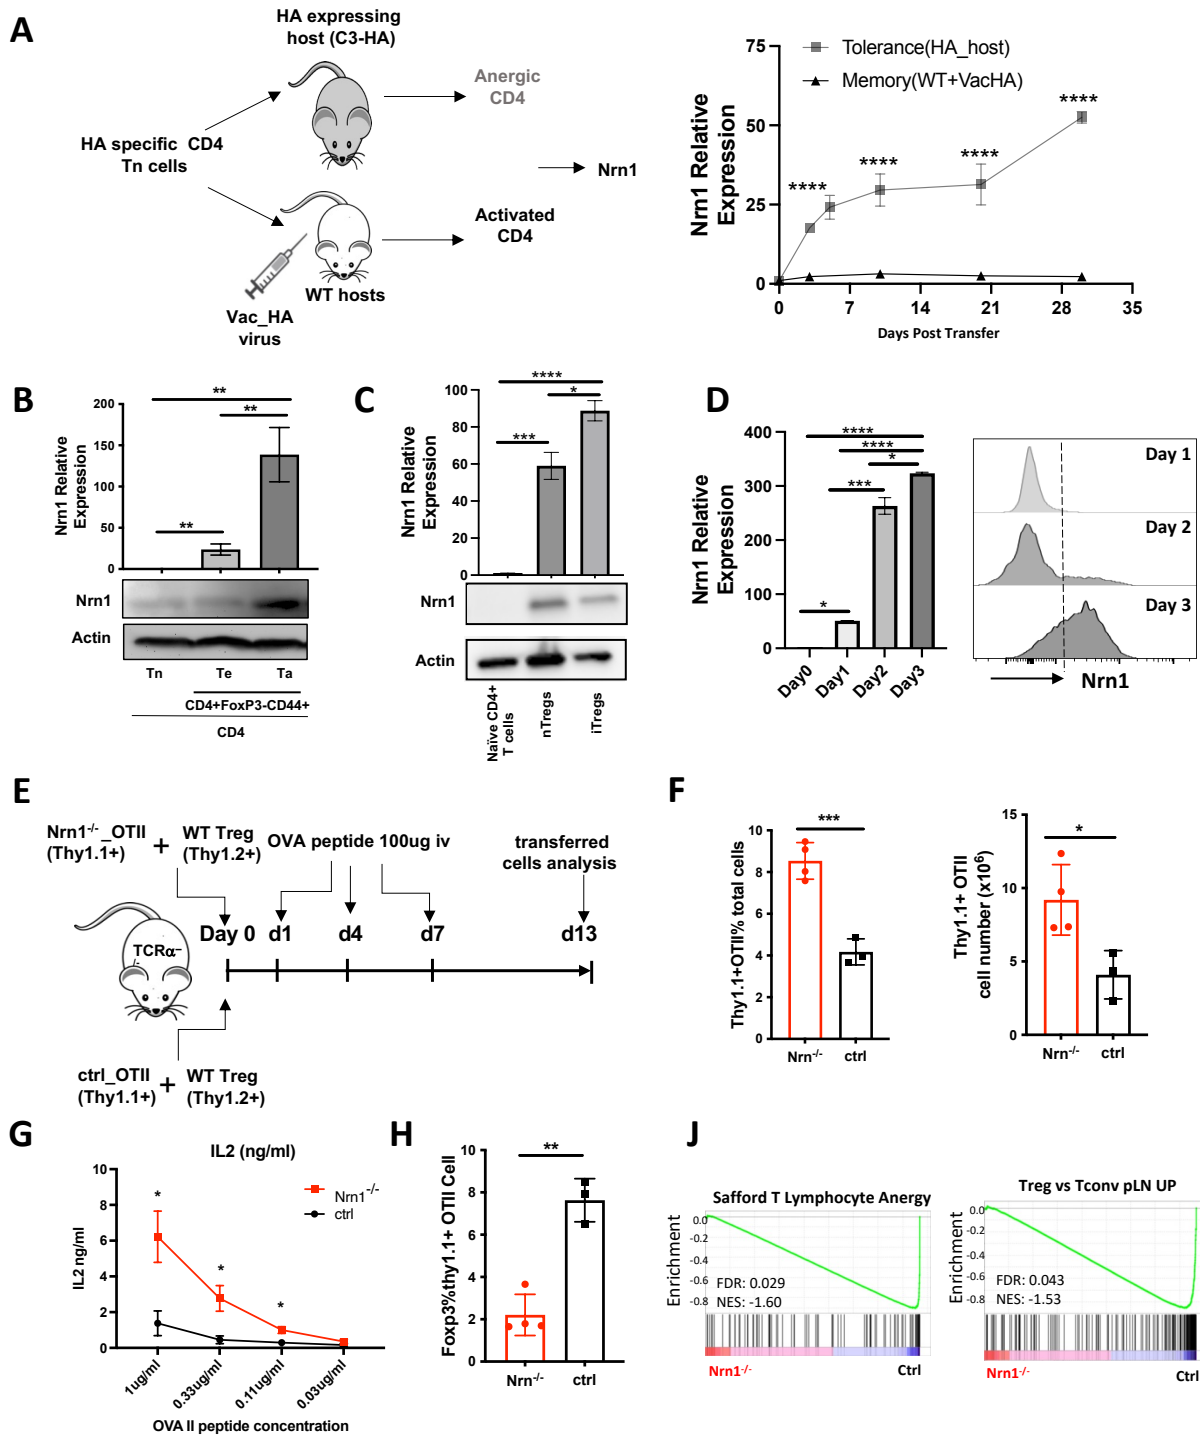 A
HA expressing
host (C3-HA)
Anergic
CD4
HA specific CD4
Tn cells
Nrn1
Activated
CD4
WT hosts
Vac_HA
virus
Tolerance(HA_host)
Memory(WT+VacHA)
Nrn1 Relative
Expression
75
50
25
0
****
****
****
****
0
7
14
21
28
35
Days Post Transfer
B
Nrn1 Relative
Expression
200
150
100
50
0
**
**
**
Nrn1
Actin
Tn
Te
Ta
CD4+FoxP3-CD44+
CD4
C
Nrn1 Relative
Expression
100
80
60
40
20
0
****
*
***
Nrn1
Actin
Naïve CD4+
T cells
nTregs
iTregs
D
Nrn1 Relative
Expression
400
300
200
100
0
****
****
*
***
*
Day0
Day1
Day2
Day3
Day 1
Day 2
Day 3
Nrn1
E
Nrn1-/-_OTII
(Thy1.1+)
+
WT Treg
(Thy1.2+)
OVA peptide 100ug iv
transferred
cells analysis
TCRα–
/-
Day 0
d1
d4
d7
d13
ctrl_OTII
(Thy1.1+)
+
WT Treg
(Thy1.2+)
F
Thy1.1+OTII% total cells
10
8
6
4
2
0
***
Nrn-/-
ctrl
Thy1.1+ OTII
cell number (x10⁶)
15
10
5
0
*
Nrn-/-
ctrl
G
IL2 (ng/ml)
IL2 ng/ml
10
8
6
4
2
0
*
*
*
Nrn1-/-
ctrl
1ug/ml
0.33ug/ml
0.11ug/ml
0.03ug/ml
OVA II peptide concentration
H
Foxp3%thy1.1+ OTII Cell
10
8
6
4
2
0
**
Nrn-/-
ctrl
J
Safford T Lymphocyte Anergy
Enrichment
0.0
-0.2
-0.4
-0.6
-0.8
FDR: 0.029
NES: -1.60
Nrn1-/-
Ctrl
Treg vs Tconv pLN UP
Enrichment
0.0
-0.2
-0.4
-0.6
-0.8
FDR: 0.043
NES: -1.53
Nrn1-/-
Ctrl